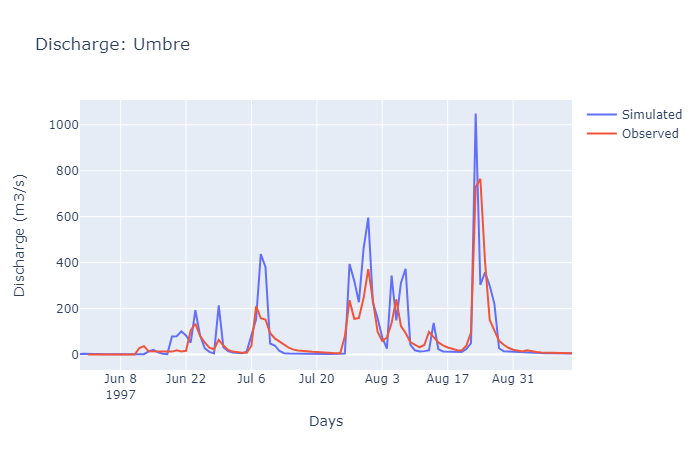 Discharge: Umbre
Simulated
Observed
Discharge (m3/s)
1000
800
600
400
200
0
Jun 8
1997
Jun 22
Jul 6
Jul 20
Aug 3
Aug 17
Aug 31
Days